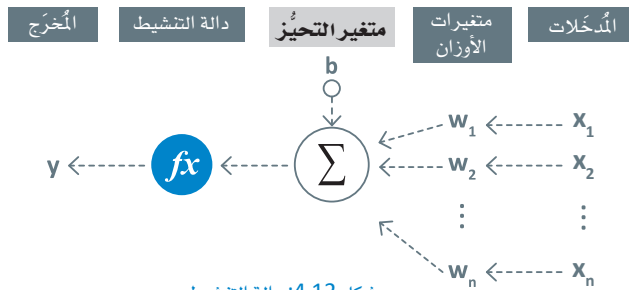 المُدخَلات
متغيرات الأوزان
متغير التحيُّز
دالة التنشيط
المُخرَج
b
x1 w1
x2 w2
Σ
fx
y
⋮ ⋮
xn wn